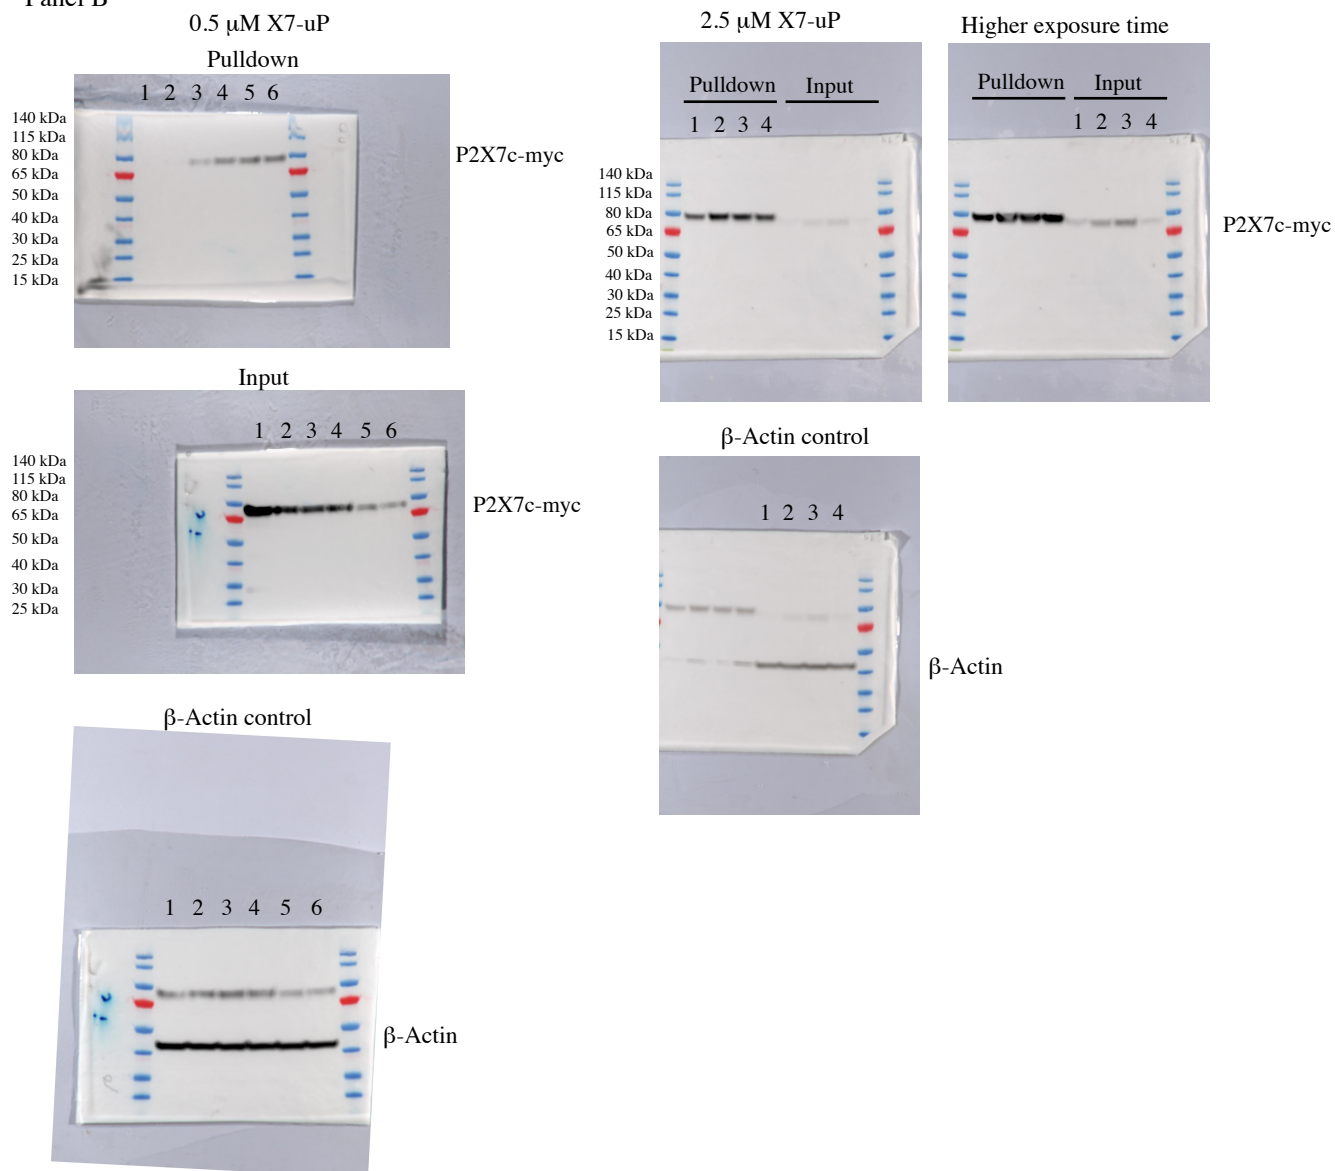 Panel B
0.5 μM X7-uP
Pulldown
1 2 3 4 5 6
140 kDa
115 kDa
80 kDa
65 kDa
50 kDa
40 kDa
30 kDa
25 kDa
15 kDa
P2X7c-myc
Input
1 2 3 4 5 6
140 kDa
115 kDa
80 kDa
65 kDa
50 kDa
40 kDa
30 kDa
25 kDa
P2X7c-myc
β-Actin control
1 2 3 4 5 6
β-Actin
2.5 μM X7-uP
Pulldown Input
1 2 3 4
140 kDa
115 kDa
80 kDa
65 kDa
50 kDa
40 kDa
30 kDa
25 kDa
15 kDa
Higher exposure time
Pulldown Input
1 2 3 4
P2X7c-myc
β-Actin control
1 2 3 4
β-Actin